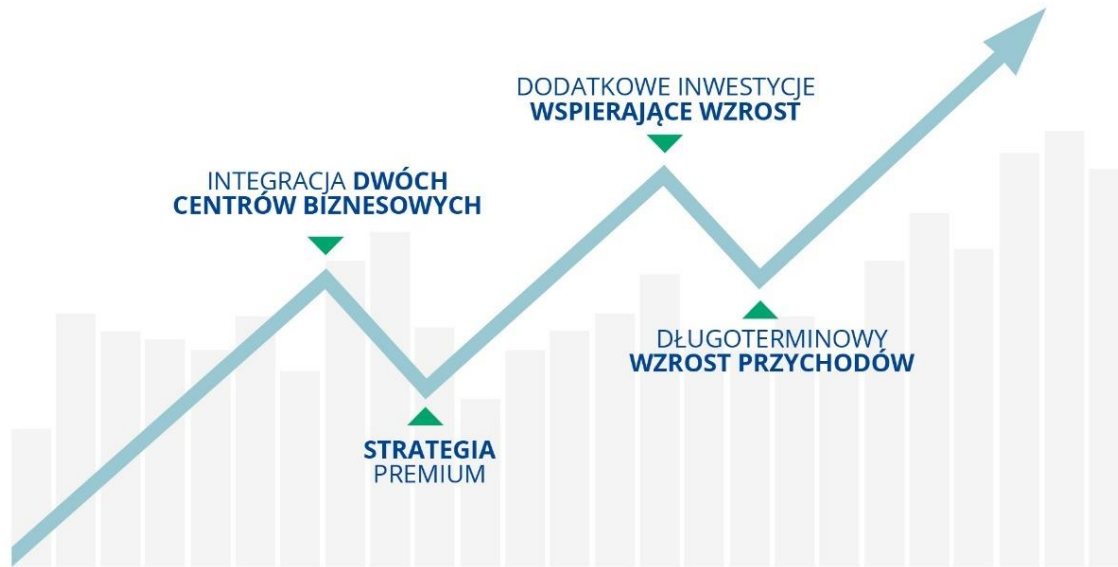 DODATKOWE INWESTYCJE
WSPIERAJĄCE WZROST
INTEGRACJA DWÓCH
CENTRÓW BIZNESOWYCH
DŁUGOTERMINOWY
WZROST PRZYCHODÓW
STRATEGIA
PREMIUM